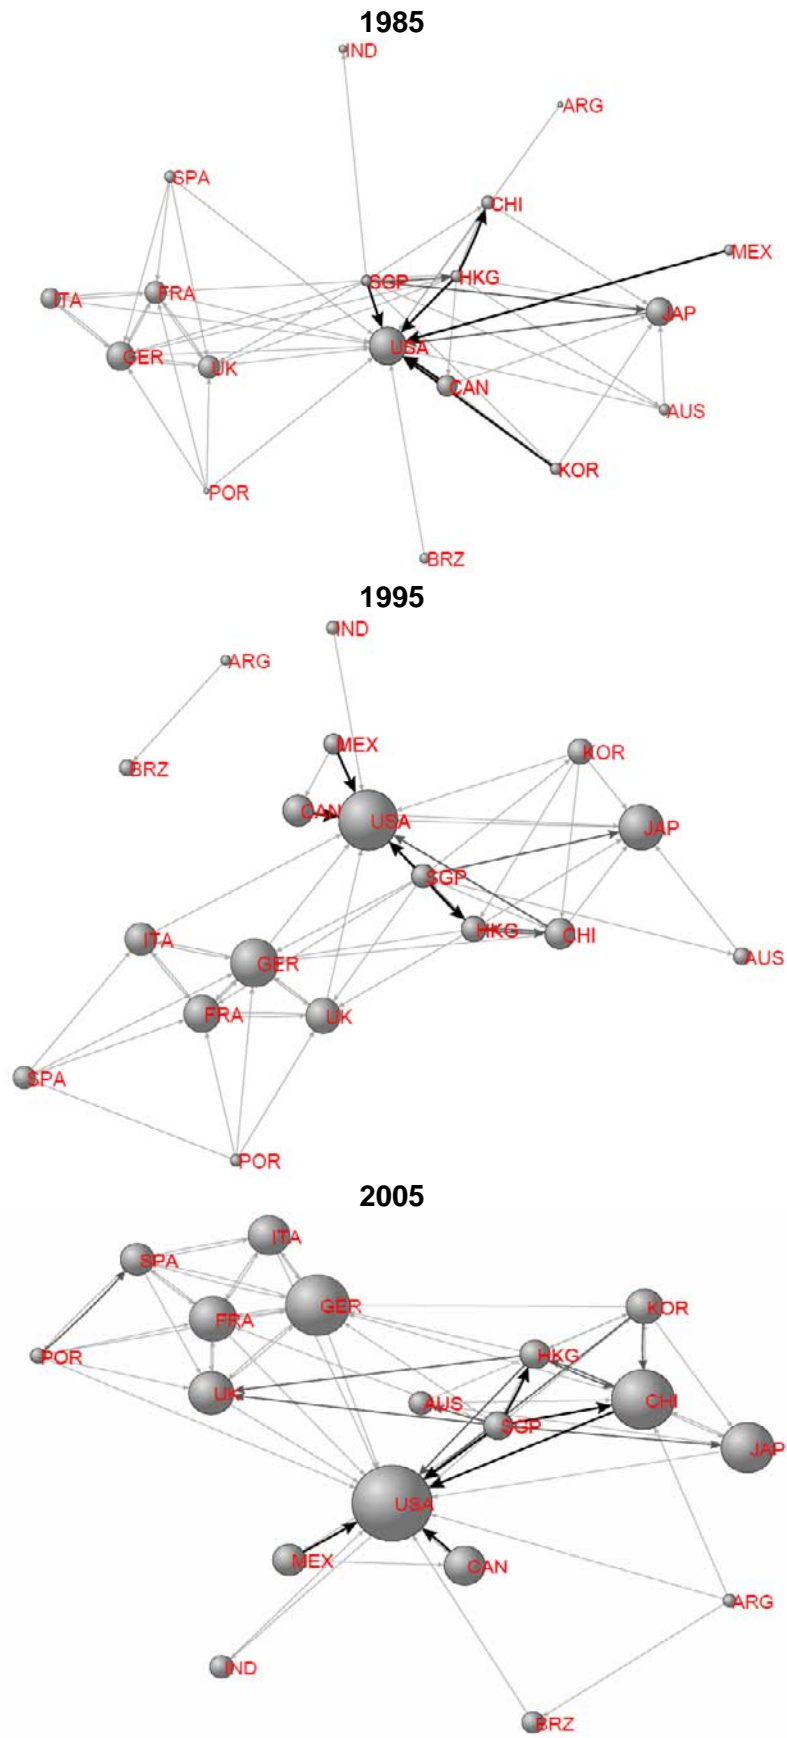 1985
IND
ARG
SPA
CHI
MEX
SGP
HKG
ITA
FRA
JAP
USA
GER
UK
CAN
AUS
KOR
POR
BRZ
1995
IND
ARG
MEX
KOR
BRZ
CAN
USA
JAP
SGP
HKG
CHI
ITA
AUS
GER
FRA
UK
SPA
POR
2005
ITA
SPA
GER
KOR
FRA
POR
HKG
UK
AUS
CHI
SGP
JAP
USA
MEX
CAN
ARG
IND
BRZ